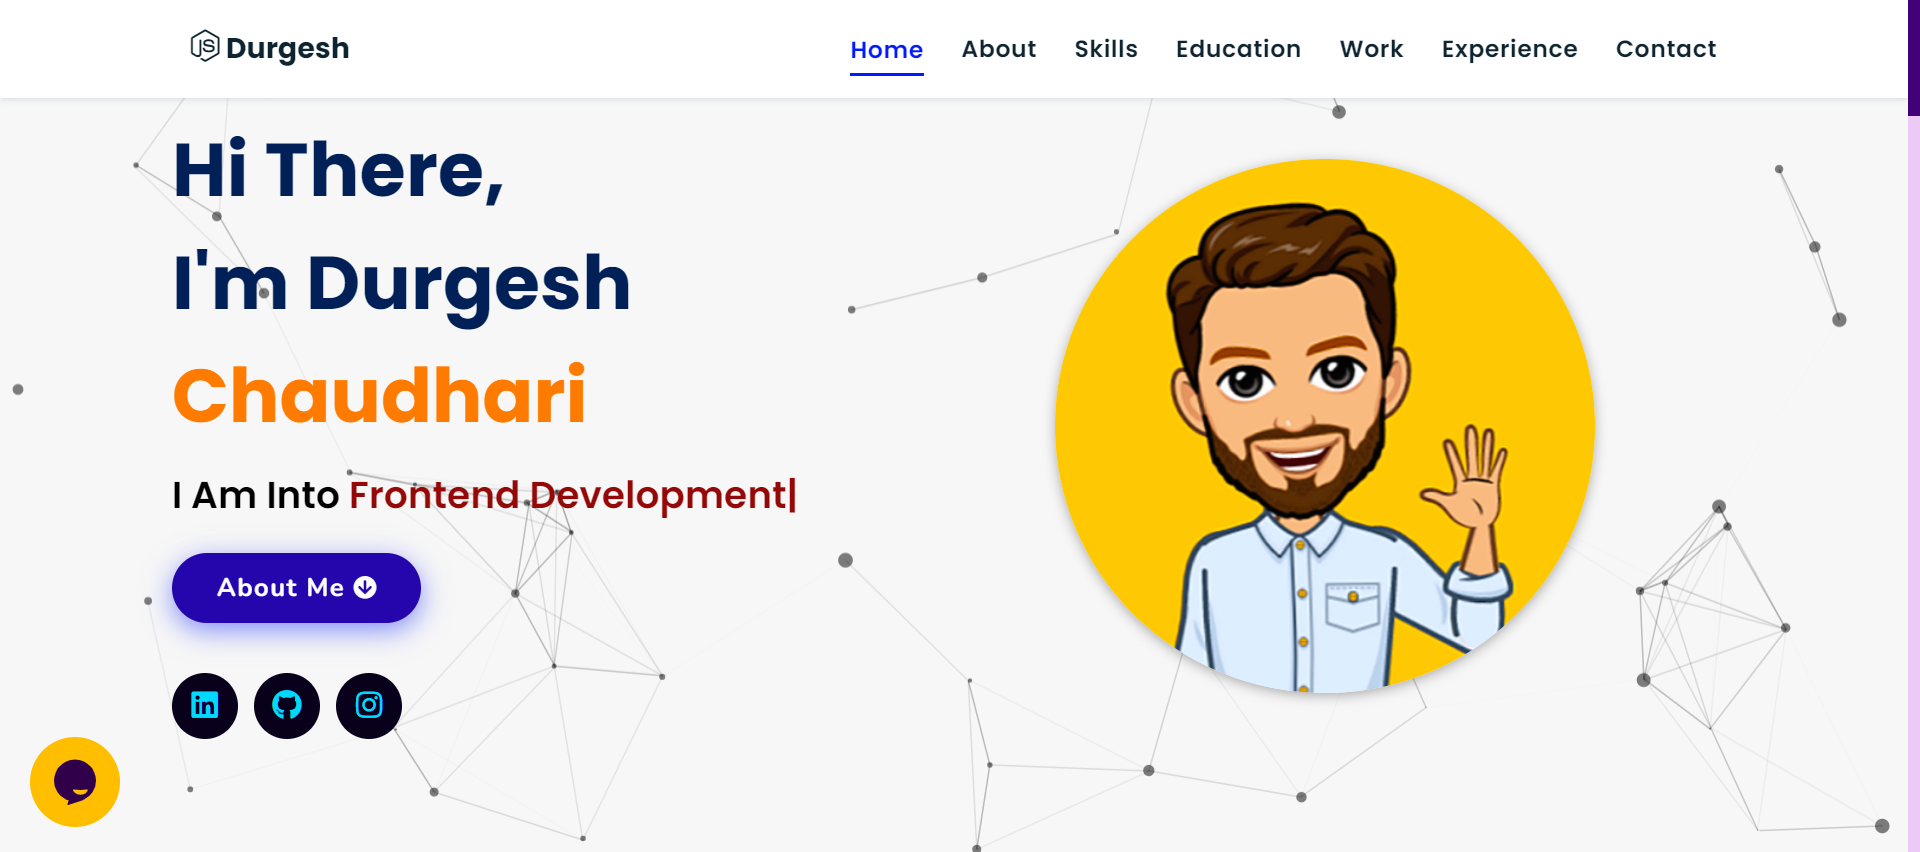 Durgesh
Home About Skills Education Work Experience Contact
Hi There,
I'm Durgesh
Chaudhari
I Am Into Frontend Development|
About Me